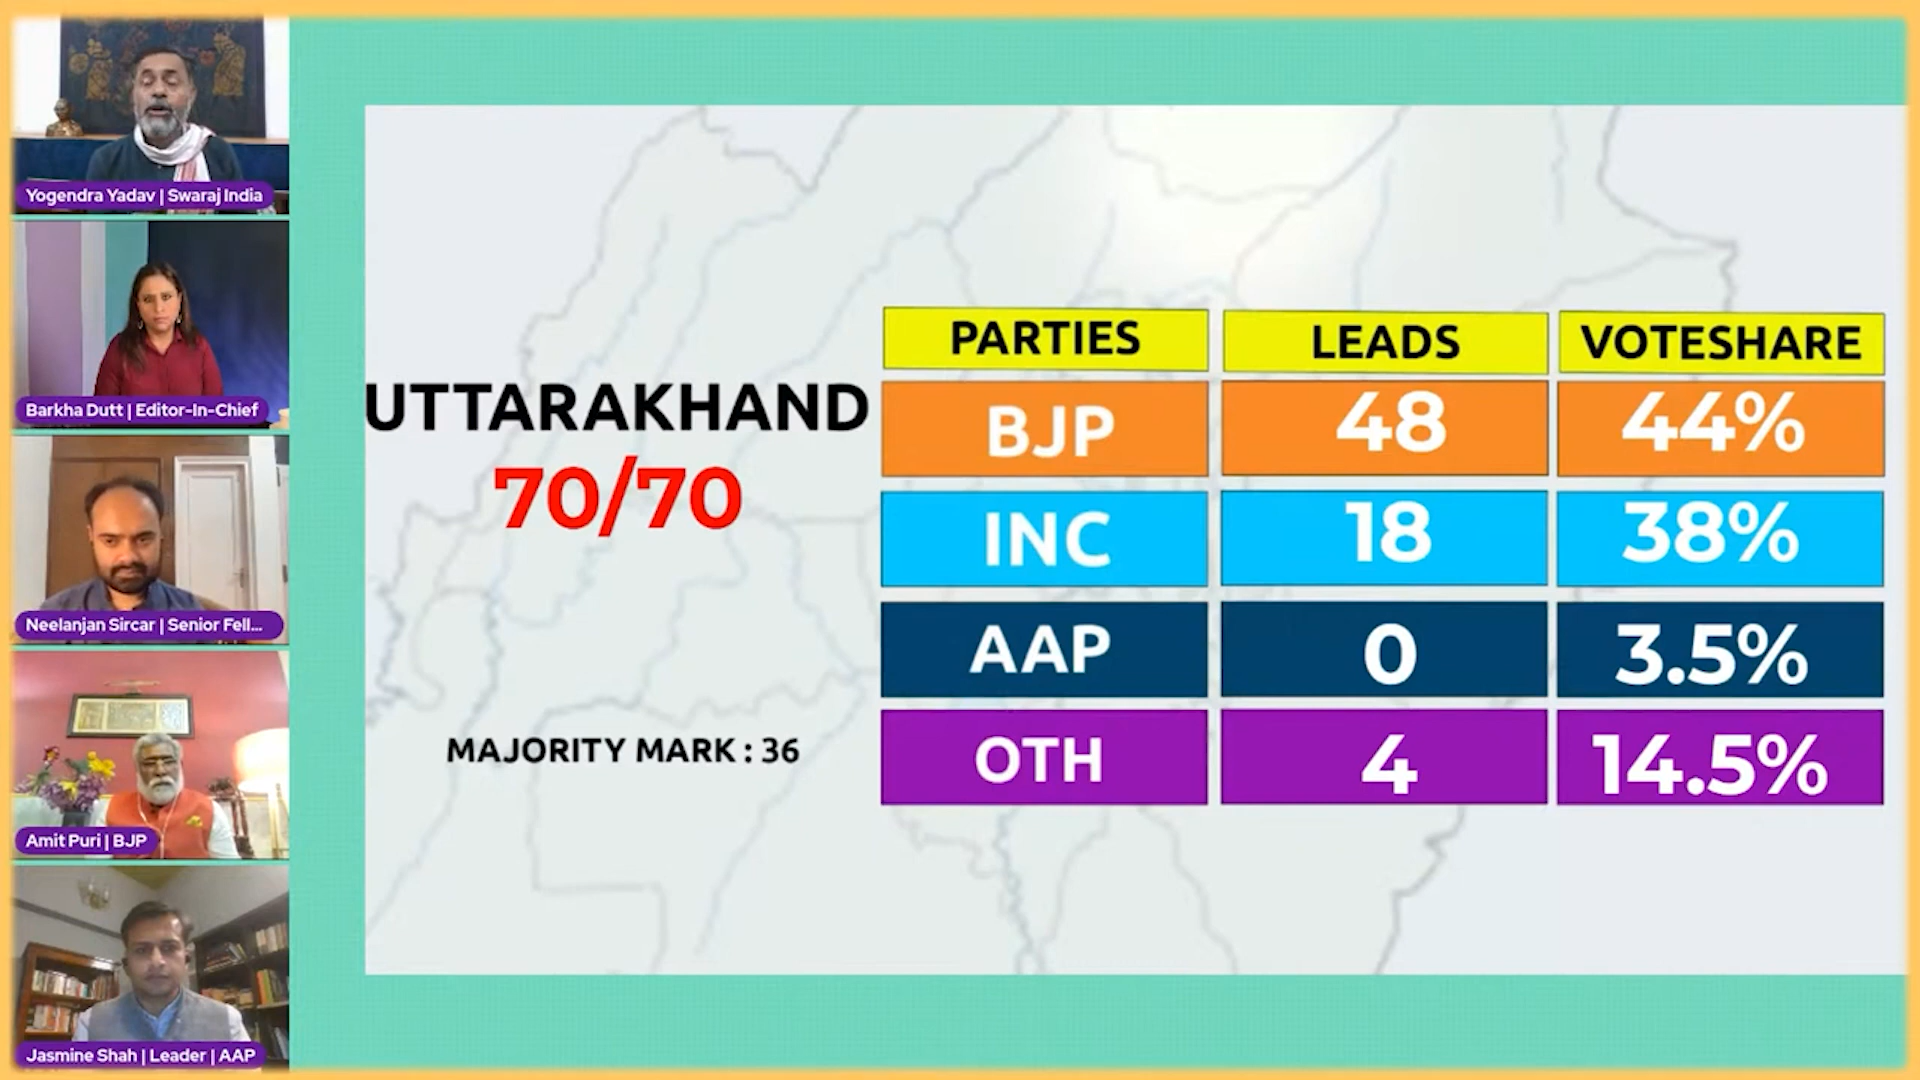 Yogendra Yadav | Swaraj India
Barkha Dutt | Editor-In-Chief
Neelanjan Sircar | Senior Fell...
Amit Puri | BJP
Jasmine Shah | Leader | AAP
UTTARAKHAND
70/70
MAJORITY MARK : 36
PARTIES LEADS VOTESHARE
BJP 48 44%
INC 18 38%
AAP 0 3.5%
OTH 4 14.5%